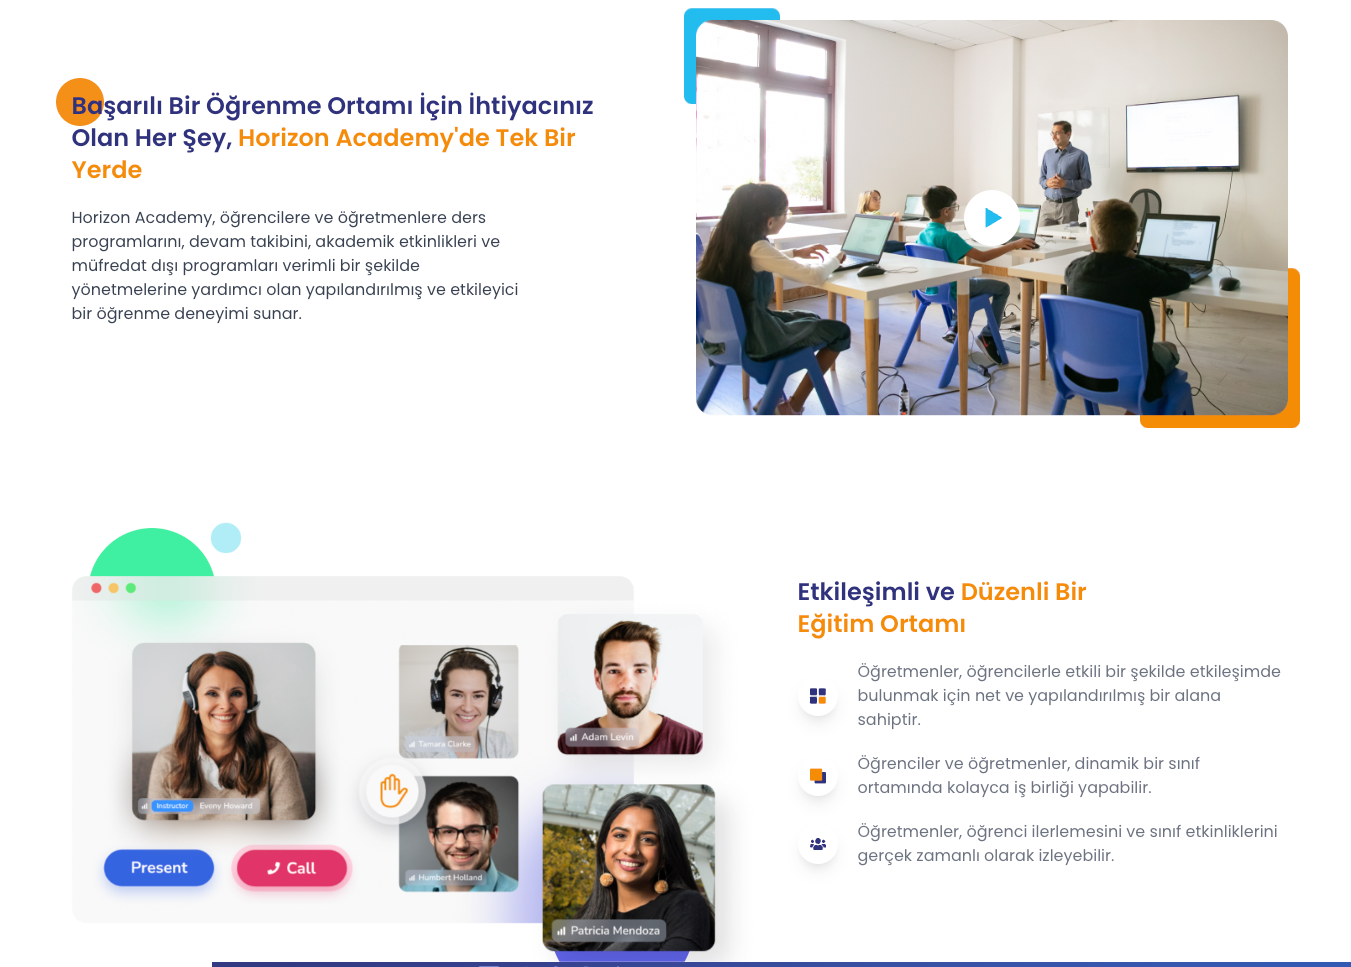 Başarılı Bir Öğrenme Ortamı İçin İhtiyacınız
Olan Her Şey, Horizon Academy'de Tek Bir
Yerde
Horizon Academy, öğrencilere ve öğretmenlere ders
programlarını, devam takibini, akademik etkinlikleri ve
müfredat dışı programları verimli bir şekilde
yönetmelerine yardımcı olan yapılandırılmış ve etkileyici
bir öğrenme deneyimi sunar.
Tamara Clarke
Adam Levin
Instructor Eveny Howard
Humbert Holland
Patricia Mendoza
Present
Call
Etkileşimli ve Düzenli Bir
Eğitim Ortamı
Öğretmenler, öğrencilerle etkili bir şekilde etkileşimde
bulunmak için net ve yapılandırılmış bir alana
sahiptir.
Öğrenciler ve öğretmenler, dinamik bir sınıf
ortamında kolayca iş birliği yapabilir.
Öğretmenler, öğrenci ilerlemesini ve sınıf etkinliklerini
gerçek zamanlı olarak izleyebilir.